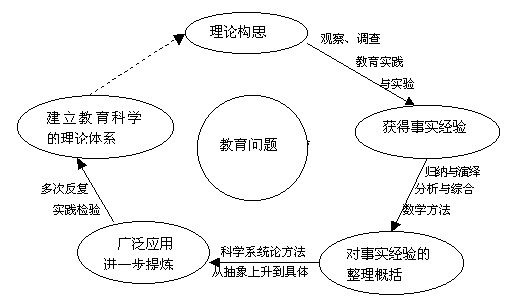 理论构思
观察、调查
教育实践
与实验
建立教育科学
的理论体系
教育问题
获得事实经验
归纳与演绎
分析与综合
数学方法
多次反复
实践检验
广泛应用
进一步提炼
科学系统论方法
从抽象上升到具体
对事实经验的
整理概括